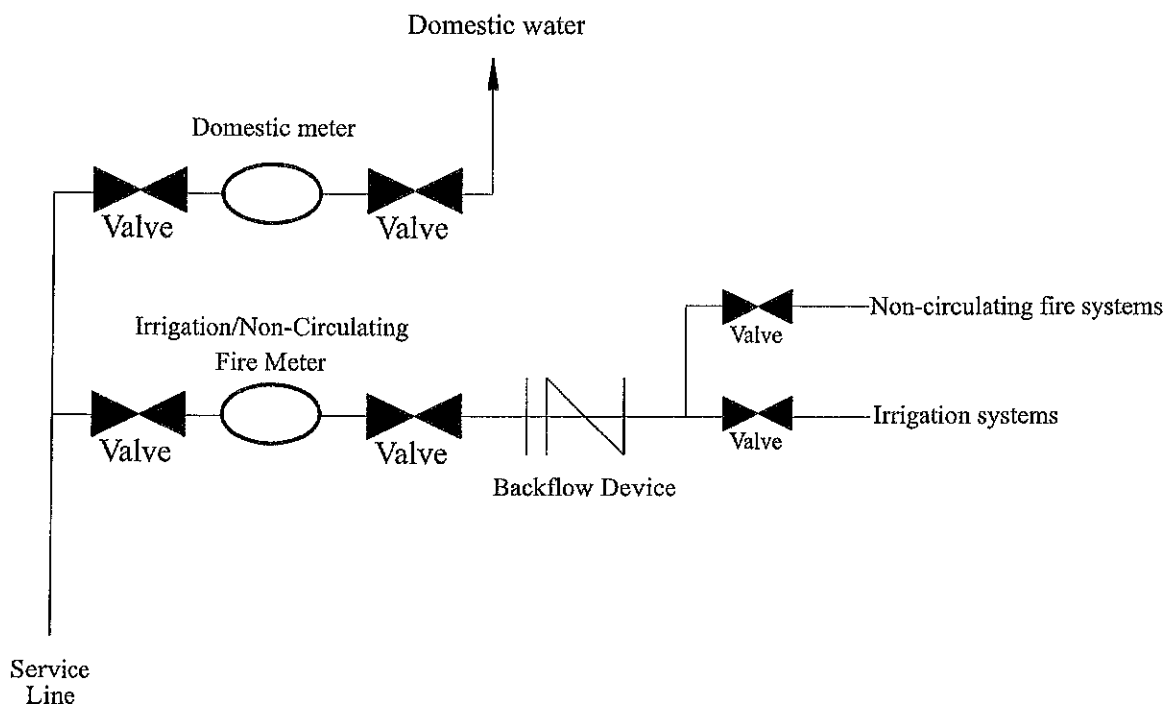 Domestic water
Domestic meter
Valve
Valve
Irrigation/Non-Circulating
Fire Meter
Non-circulating fire systems
Valve
Irrigation systems
Valve
Valve
Valve
Backflow Device
Service
Line